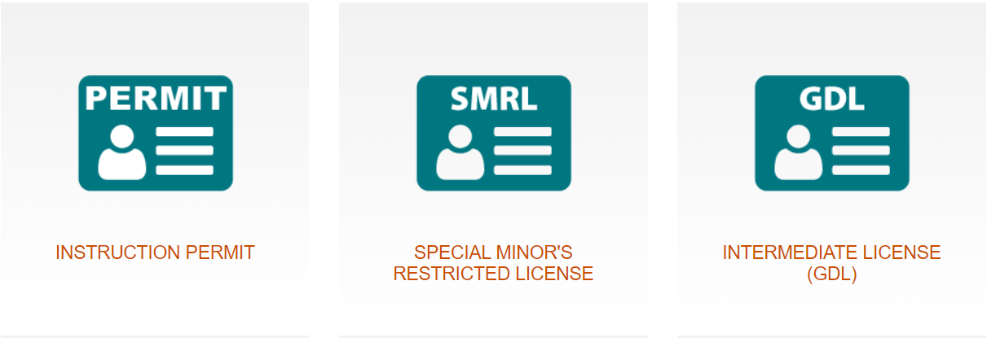 PERMIT
INSTRUCTION PERMIT
SMRL
SPECIAL MINOR'S
RESTRICTED LICENSE
GDL
INTERMEDIATE LICENSE
(GDL)